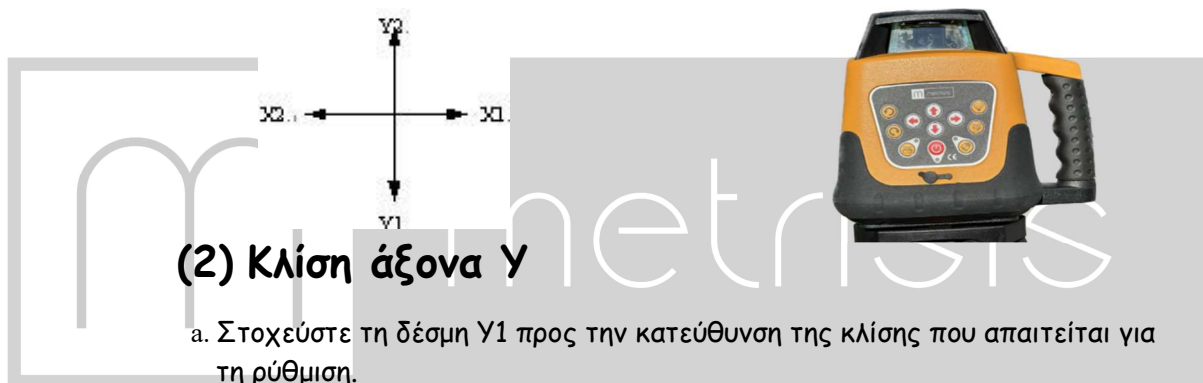 Y2.
X2.
X1.
Y1
metrisis
(2) Κλίση άξονα Υ
a. Στοχεύστε τη δέσμη Υ1 προς την κατεύθυνση της κλίσης που απαιτείται για
τη ρύθμιση.